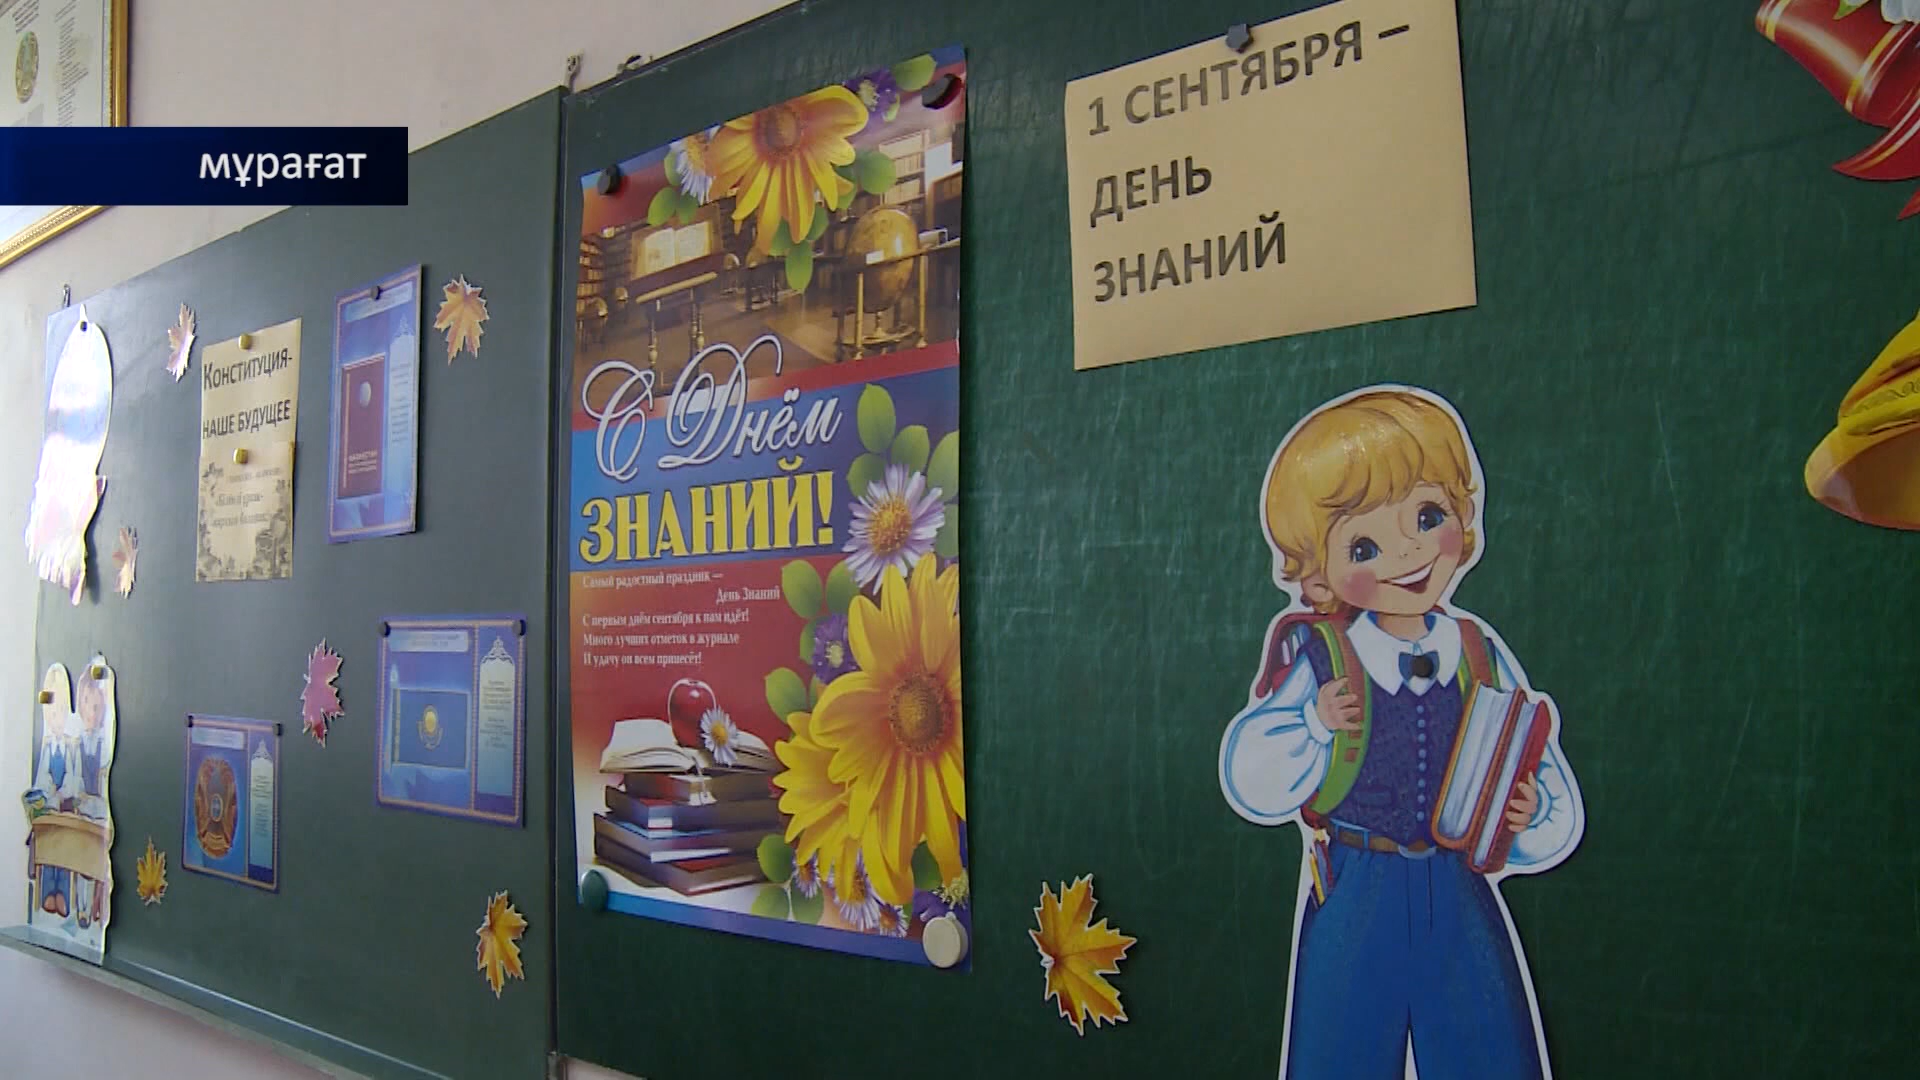 мұрағат
Конституция-
наше будущее
С Днём
ЗНАНИЙ!
Самый радостный праздник —
День Знаний
С первым днём сентября к нам идёт!
Много лучших отметок в журнале
И удачу он всем принесёт!
1 СЕНТЯБРЯ –
ДЕНЬ
ЗНАНИЙ